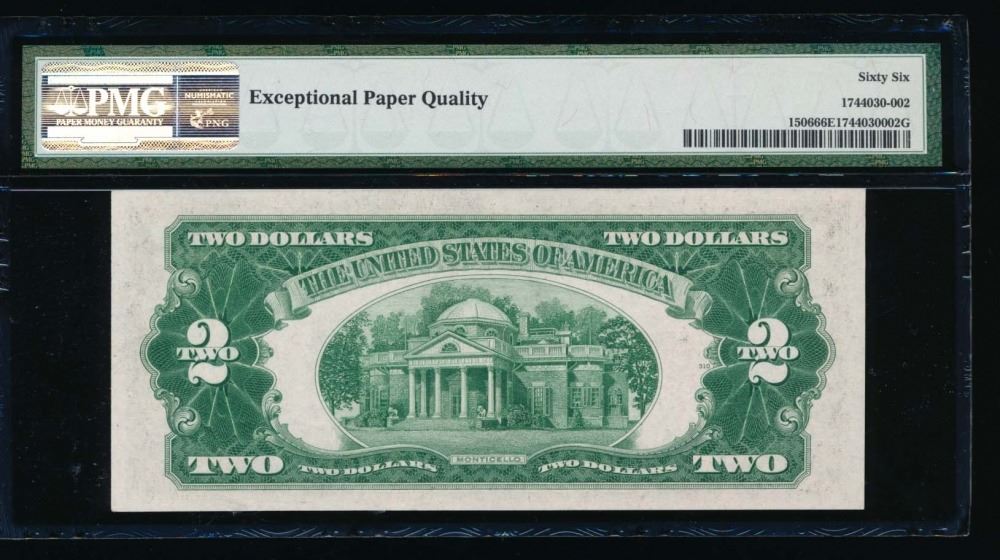 PMG
PAPER MONEY GUARANTY
NUMISMATIC
PNG
Exceptional Paper Quality
Sixty Six
1744030-002
150666E1744030002G
TWO DOLLARS
TWO DOLLARS
THE UNITED STATES OF AMERICA
2
TWO
2
TWO
310
TWO
TWO DOLLARS
MONTICELLO
TWO DOLLARS
TWO